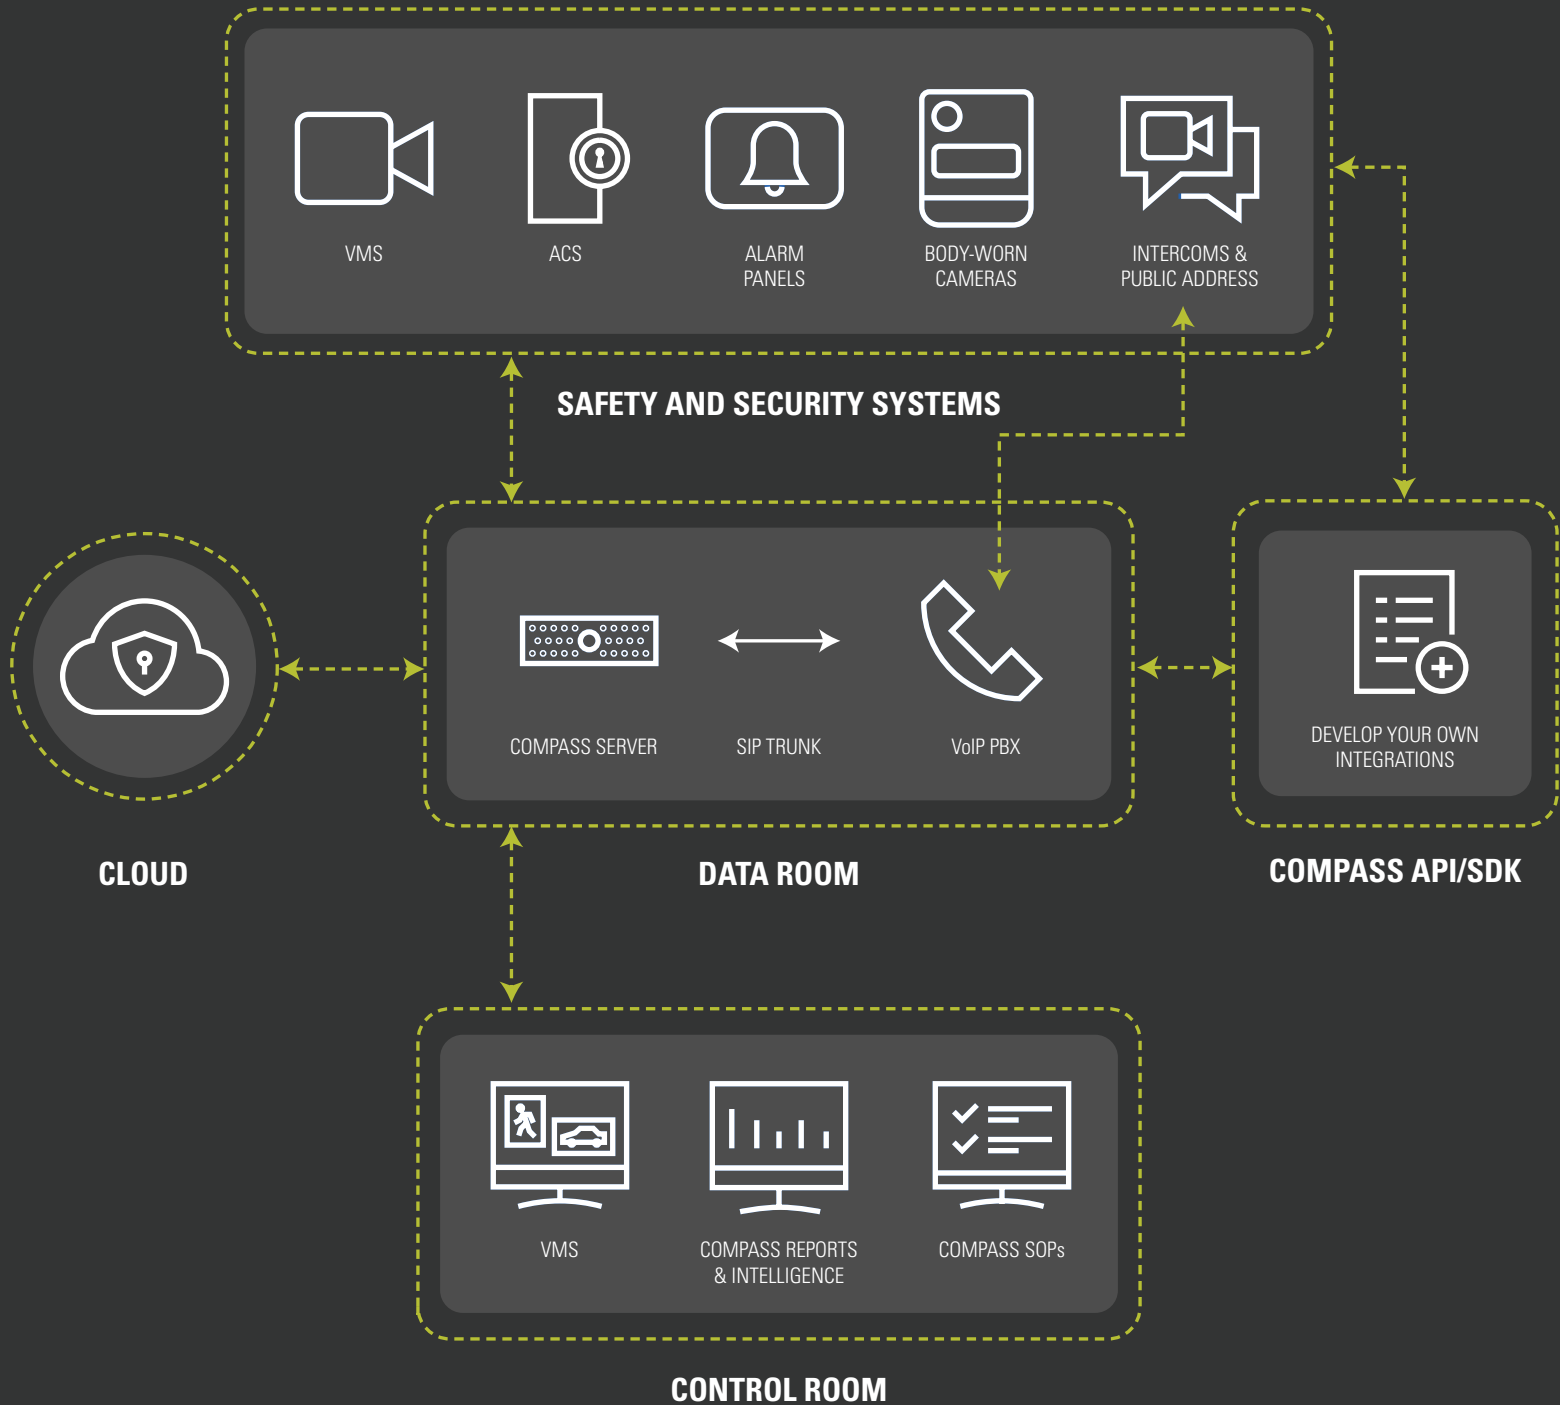 VMS
ACS
ALARM
PANELS
BODY-WORN
CAMERAS
INTERCOMS &
PUBLIC ADDRESS
SAFETY AND SECURITY SYSTEMS
COMPASS SERVER
SIP TRUNK
VoIP PBX
DEVELOP YOUR OWN
INTEGRATIONS
CLOUD
DATA ROOM
COMPASS API/SDK
VMS
COMPASS REPORTS
& INTELLIGENCE
COMPASS SOPs
CONTROL ROOM